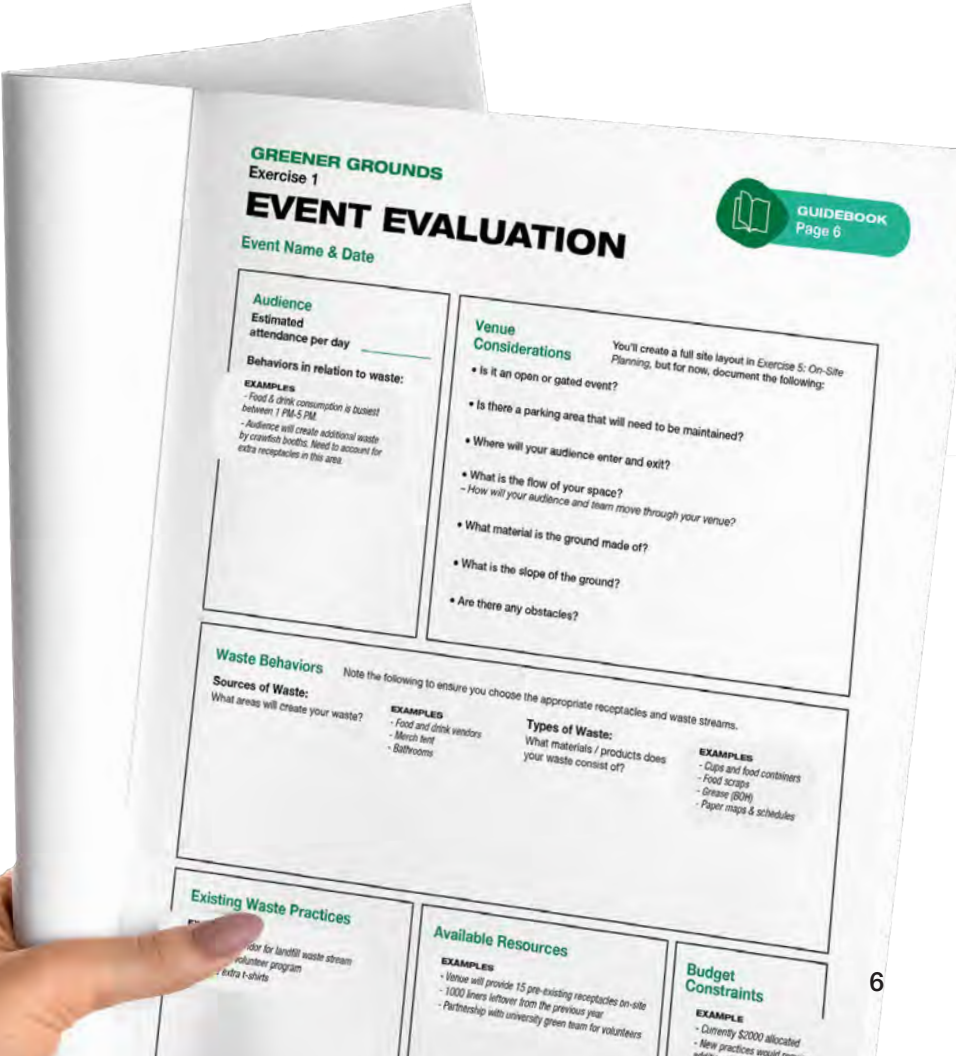 GREENER GROUNDS
Exercise 1
EVENT EVALUATION
GUIDEBOOK
Page 6
Event Name & Date
Audience
Estimated
attendance per day
Behaviors in relation to waste:
EXAMPLES
- Food & drink consumption is busiest
between 1 PM-5 PM.
- Audience will create additional waste
by crawfish booths. Need to account for
extra receptacles in this area.
Venue
Considerations
You'll create a full site layout in Exercise 5: On-Site
Planning, but for now, document the following:
• Is it an open or gated event?
• Is there a parking area that will need to be maintained?
• Where will your audience enter and exit?
• What is the flow of your space?
– How will your audience and team move through your venue?
• What material is the ground made of?
• What is the slope of the ground?
• Are there any obstacles?
Waste Behaviors
Note the following to ensure you choose the appropriate receptacles and waste streams.
Sources of Waste:
What areas will create your waste?
EXAMPLES
- Food and drink vendors
- Merch tent
- Bathrooms
Types of Waste:
What materials / products does
your waste consist of?
EXAMPLES
- Cups and food containers
- Food scraps
- Grease (BOH)
- Paper maps & schedules
Existing Waste Practices
for landfill waste stream
volunteer program
extra t-shirts
Available Resources
EXAMPLES
- Venue will provide 15 pre-existing receptacles on-site
- 1000 liners leftover from the previous year
- Partnership with university green team for volunteers
Budget
Constraints
EXAMPLE
- Currently $2000 allocated
- New practices would
6